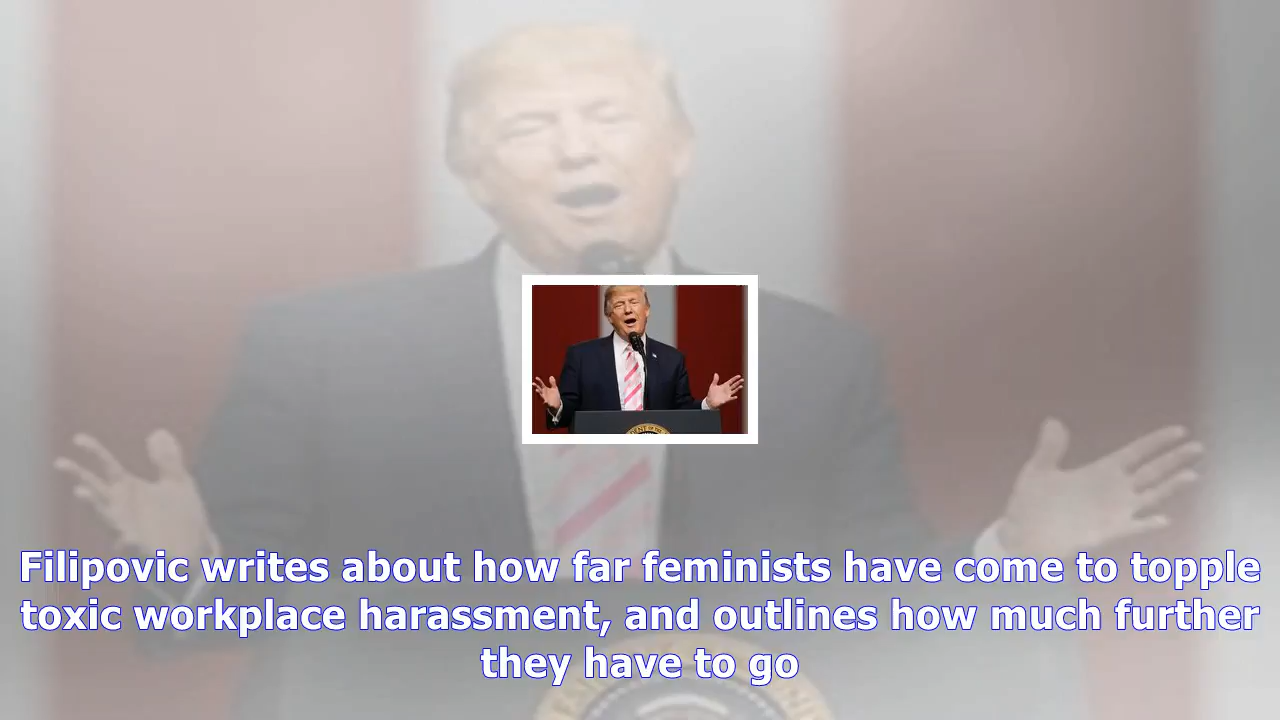 Filipovic writes about how far feminists have come to topple
toxic workplace harassment, and outlines how much further
they have to go